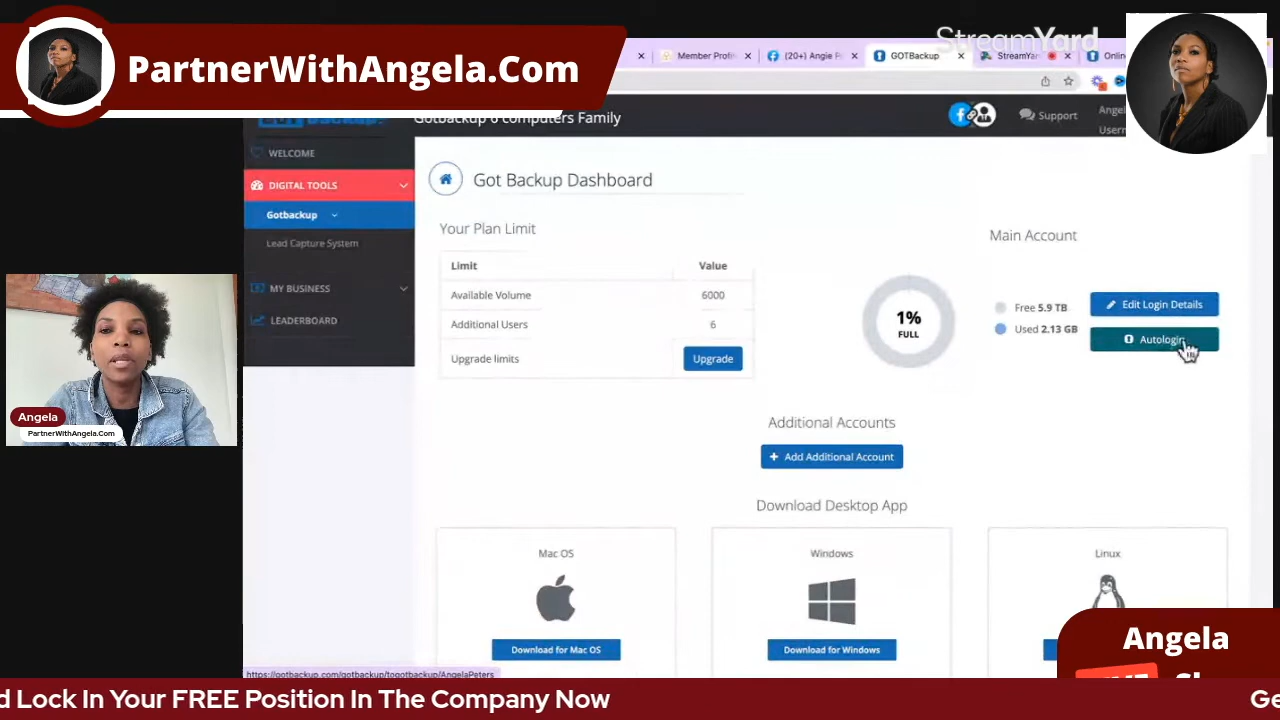 PartnerWithAngela.Com
StreamYard
Member Profi
(20+) Angie P
GOTBackup
StreamYar
Onlin
Gotbackup 6 computers Family
Support
Angel
Usern
WELCOME
DIGITAL TOOLS
Gotbackup
Lead Capture System
MY BUSINESS
LEADERBOARD
Got Backup Dashboard
Your Plan Limit
Limit Value
Available Volume 6000
Additional Users 6
Upgrade limits Upgrade
Main Account
1%
FULL
Free 5.9 TB
Used 2.13 GB
Edit Login Details
Autologin
Additional Accounts
+ Add Additional Account
Download Desktop App
Mac OS
Windows
Linux
Download for Mac OS
Download for Windows
Angela
PartnerWithAngela.Com
Angela
https://gotbackup.com/gotbackup/togotbackup/AngelaPeters
d Lock In Your FREE Position In The Company Now
Ge